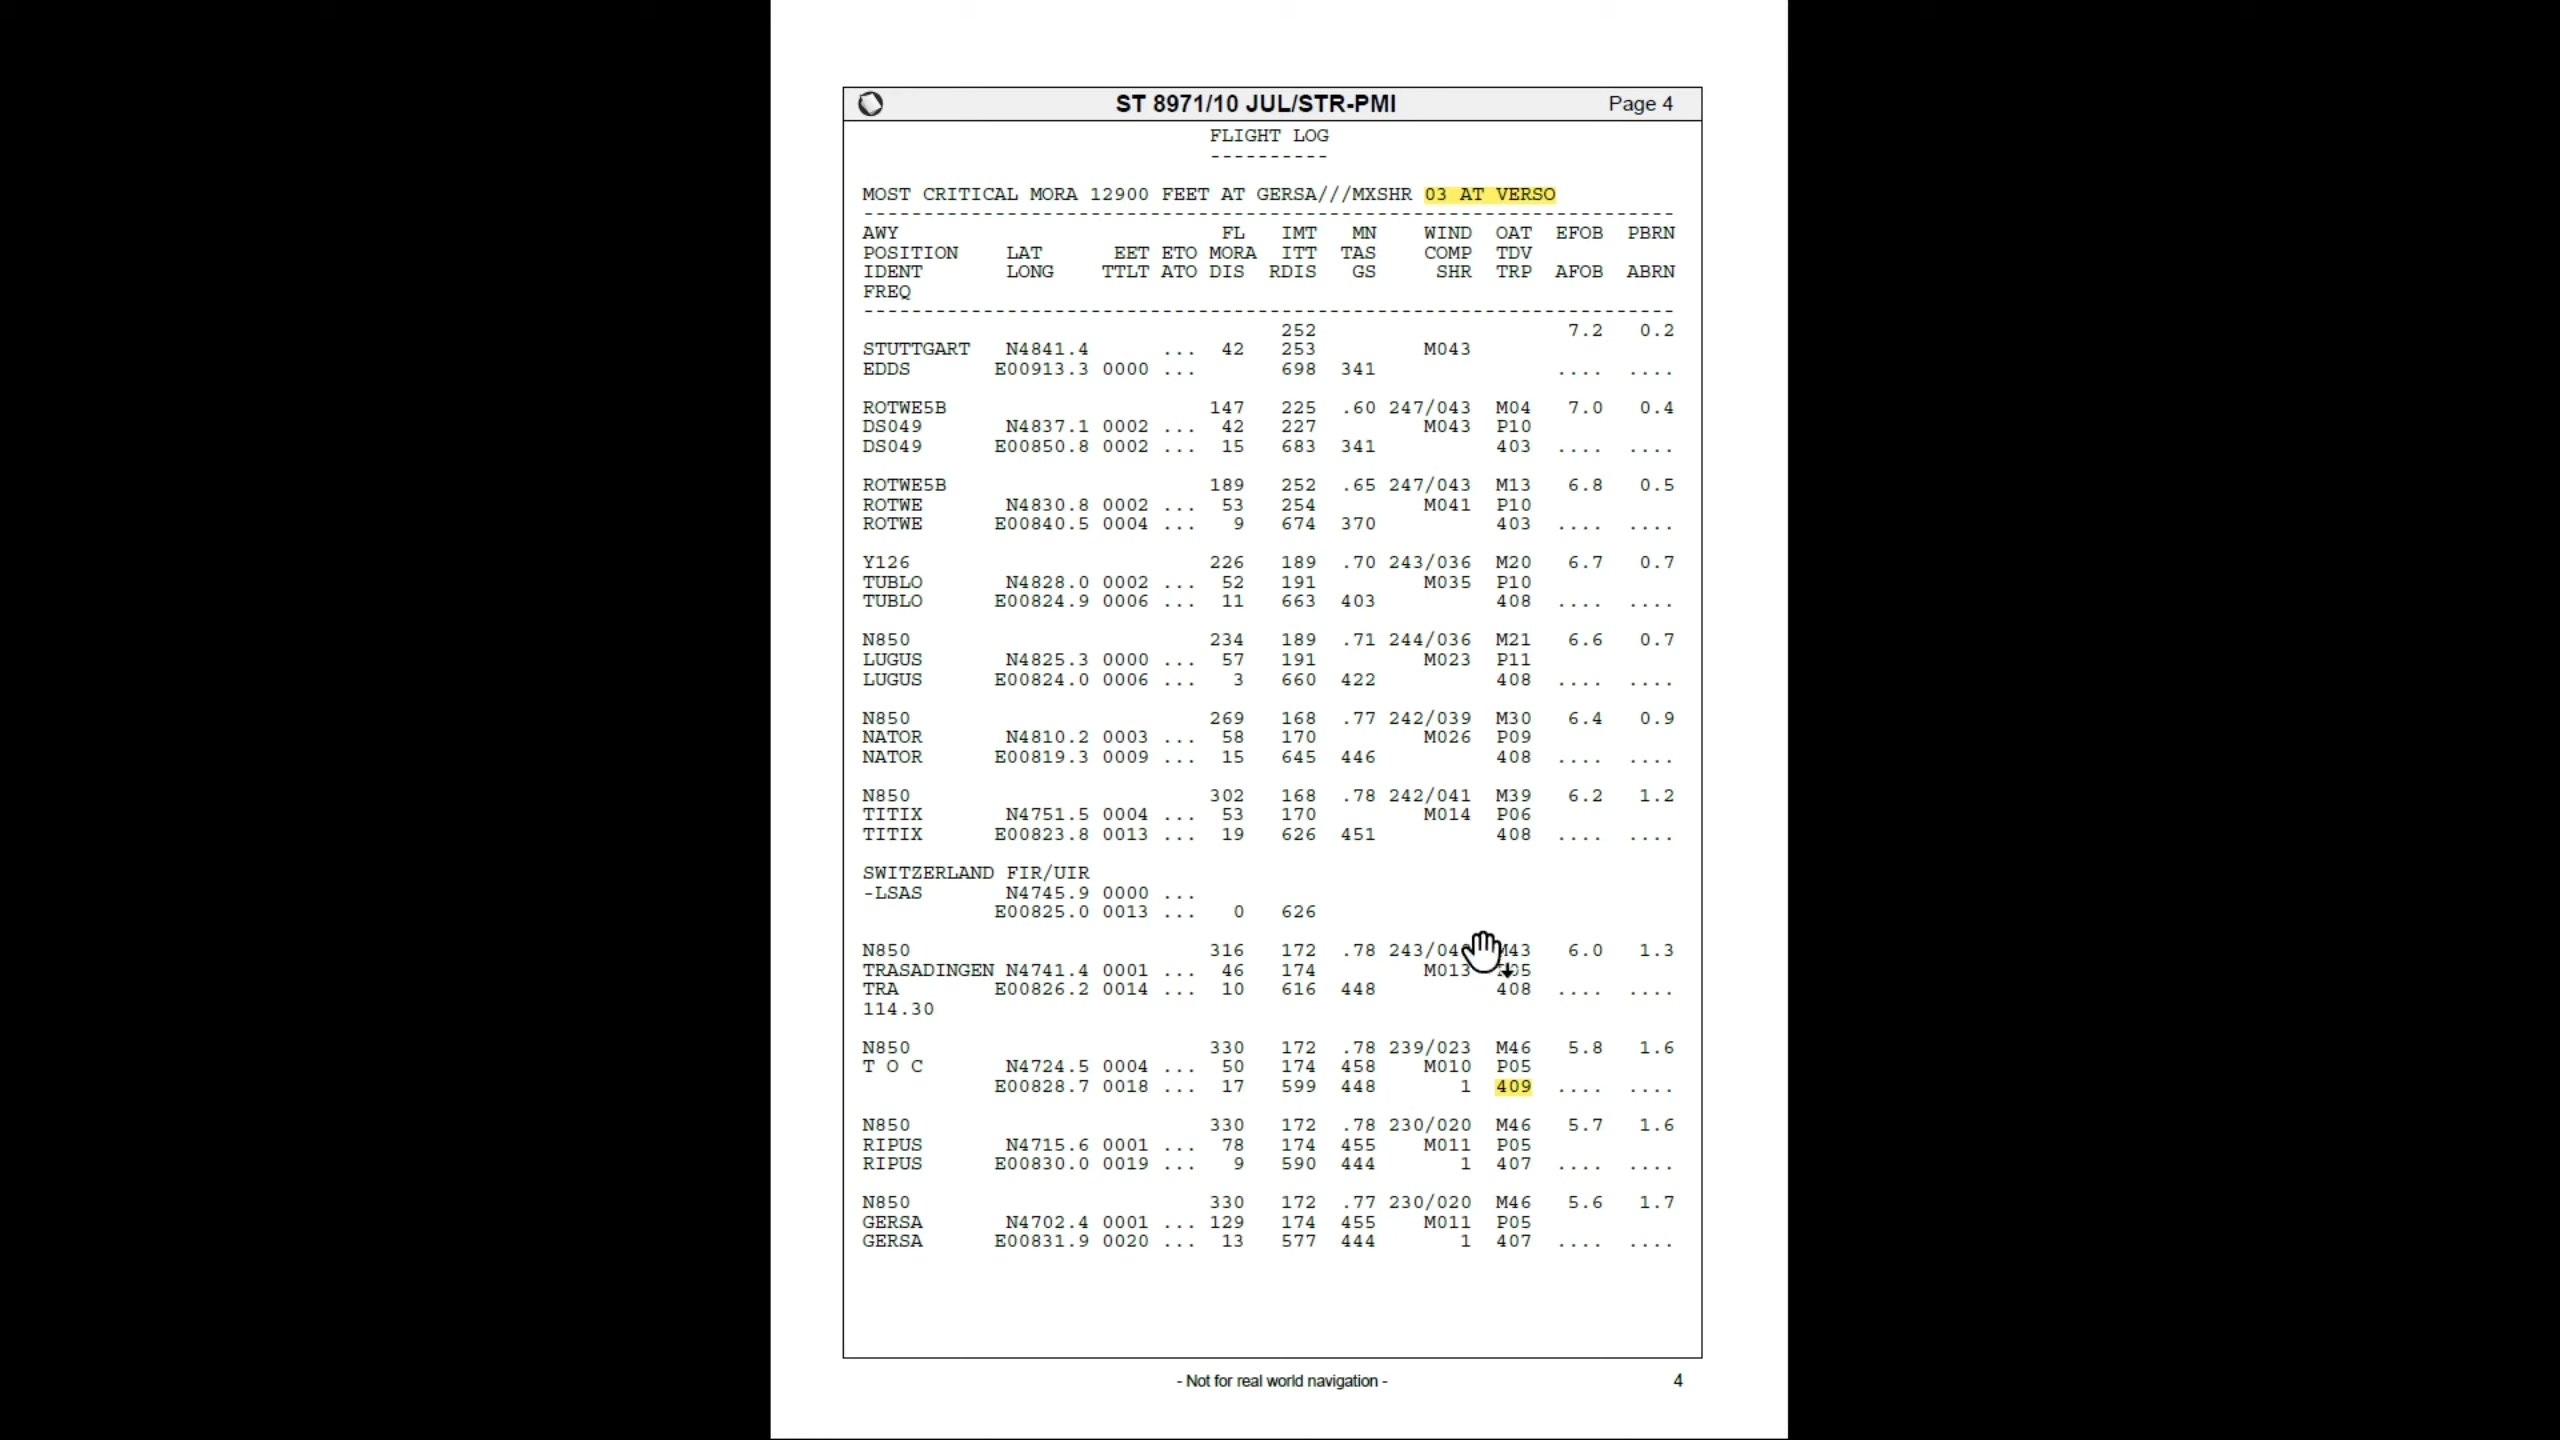 ST 8971/10 JUL/STR-PMI Page 4
FLIGHT LOG
----------
MOST CRITICAL MORA 12900 FEET AT GERSA///MXSHR 03 AT VERSO
--------------------------------------------------------------------
AWY FL IMT MN WIND OAT EFOB PBRN
POSITION LAT EET ETO MORA ITT TAS COMP TDV
IDENT LONG TTLT ATO DIS RDIS GS SHR TRP AFOB ABRN
FREQ
--------------------------------------------------------------------
252 7.2 0.2
STUTTGART N4841.4 ... 42 253 M043
EDDS E00913.3 0000 ... 698 341 .... ....
ROTWE5B 147 225 .60 247/043 M04 7.0 0.4
DS049 N4837.1 0002 ... 42 227 M043 P10
DS049 E00850.8 0002 ... 15 683 341 403 .... ....
ROTWE5B 189 252 .65 247/043 M13 6.8 0.5
ROTWE N4830.8 0002 ... 53 254 M041 P10
ROTWE E00840.5 0004 ... 9 674 370 403 .... ....
Y126 226 189 .70 243/036 M20 6.7 0.7
TUBLO N4828.0 0002 ... 52 191 M035 P10
TUBLO E00824.9 0006 ... 11 663 403 408 .... ....
N850 234 189 .71 244/036 M21 6.6 0.7
LUGUS N4825.3 0000 ... 57 191 M023 P11
LUGUS E00824.0 0006 ... 3 660 422 408 .... ....
N850 269 168 .77 242/039 M30 6.4 0.9
NATOR N4810.2 0003 ... 58 170 M026 P09
NATOR E00819.3 0009 ... 15 645 446 408 .... ....
N850 302 168 .78 242/041 M39 6.2 1.2
TITIX N4751.5 0004 ... 53 170 M014 P06
TITIX E00823.8 0013 ... 19 626 451 408 .... ....
SWITZERLAND FIR/UIR
-LSAS N4745.9 0000 ...
E00825.0 0013 ... 0 626
N850 316 172 .78 6.0 1.3
TRASADINGEN N4741.4 0001 ... 46 174 M013
TRA E00826.2 0014 ... 10 616 448 408 .... ....
114.30
N850 330 172 .78 239/023 M46 5.8 1.6
T O C N4724.5 0004 ... 50 174 458 M010 P05
E00828.7 0018 ... 17 599 448 1 409 .... ....
N850 330 172 .78 230/020 M46 5.7 1.6
RIPUS N4715.6 0001 ... 78 174 455 M011 P05
RIPUS E00830.0 0019 ... 9 590 444 1 407 .... ....
N850 330 172 .77 230/020 M46 5.6 1.7
GERSA N4702.4 0001 ... 129 174 455 M011 P05
GERSA E00831.9 0020 ... 13 577 444 1 407 .... ....
- Not for real world navigation - 4